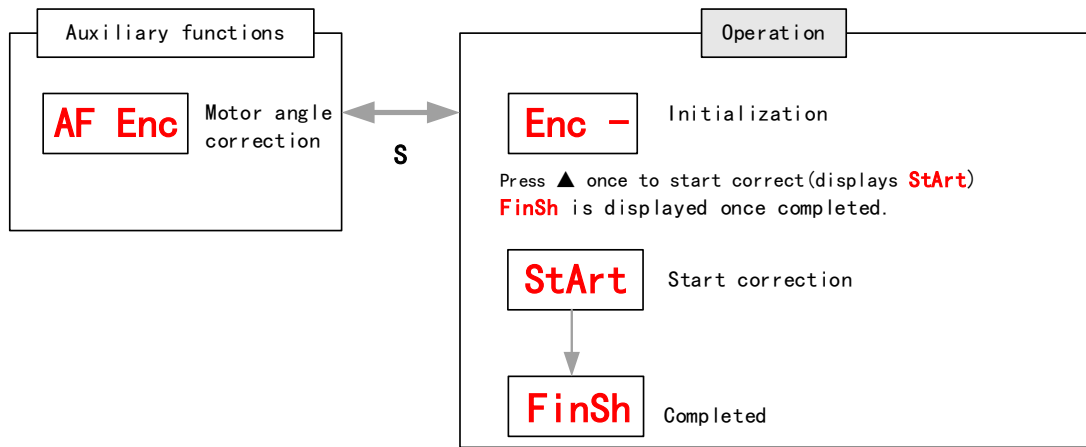 Auxiliary functions
AF Enc
Motor angle
correction
S
Operation
Enc -
Initialization
Press ▲ once to start correct(displays StArt)
FinSh is displayed once completed.
StArt
Start correction
FinSh
Completed